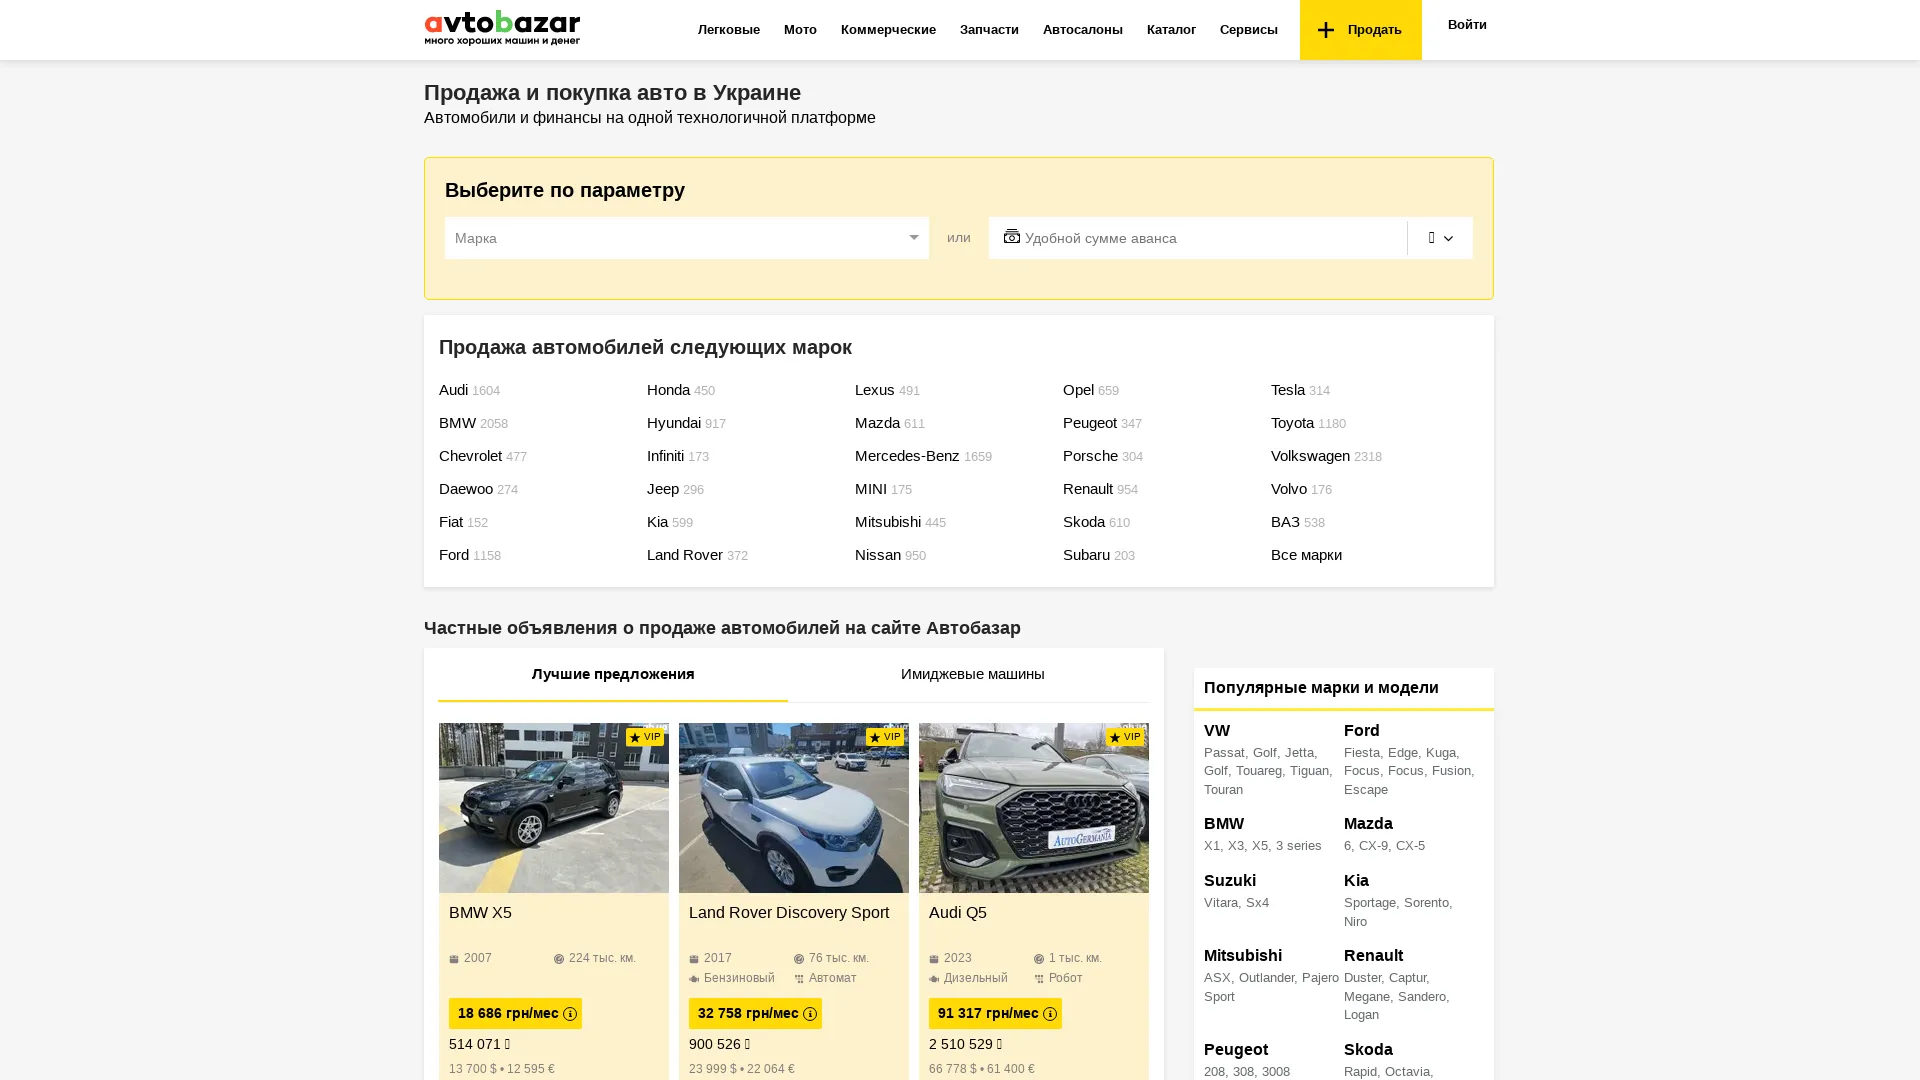 avtobazar
много хороших машин и денег
Легковые Мото Коммерческие Запчасти Автосалоны Каталог Сервисы Продать Войти
Продажа и покупка авто в Украине
Автомобили и финансы на одной технологичной платформе
Выберите по параметру
Марка или Удобной сумме аванса
Продажа автомобилей следующих марок
Audi 1604 Honda 450 Lexus 491 Opel 659 Tesla 314
BMW 2058 Hyundai 917 Mazda 611 Peugeot 347 Toyota 1180
Chevrolet 477 Infiniti 173 Mercedes-Benz 1659 Porsche 304 Volkswagen 2318
Daewoo 274 Jeep 296 MINI 175 Renault 954 Volvo 176
Fiat 152 Kia 599 Mitsubishi 445 Skoda 610 ВАЗ 538
Ford 1158 Land Rover 372 Nissan 950 Subaru 203 Все марки
Частные объявления о продаже автомобилей на сайте Автобазар
Лучшие предложения Имиджевые машины
VIP VIP VIP
AutoGermania
BMW X5 Land Rover Discovery Sport Audi Q5
2007 224 тыс. км. 2017 76 тыс. км. 2023 1 тыс. км.
Бензиновый Автомат Дизельный Робот
18 686 грн/мес 32 758 грн/мес 91 317 грн/мес
514 071 900 526 2 510 529
13 700 $ • 12 595 € 23 999 $ • 22 064 € 66 778 $ • 61 400 €
Популярные марки и модели
VW
Passat, Golf, Jetta,
Golf, Touareg, Tiguan,
Touran
Ford
Fiesta, Edge, Kuga,
Focus, Focus, Fusion,
Escape
BMW
X1, X3, X5, 3 series
Mazda
6, CX-9, CX-5
Suzuki
Vitara, Sx4
Kia
Sportage, Sorento,
Niro
Mitsubishi
ASX, Outlander, Pajero
Sport
Renault
Duster, Captur,
Megane, Sandero,
Logan
Peugeot
208, 308, 3008
Skoda
Rapid, Octavia,